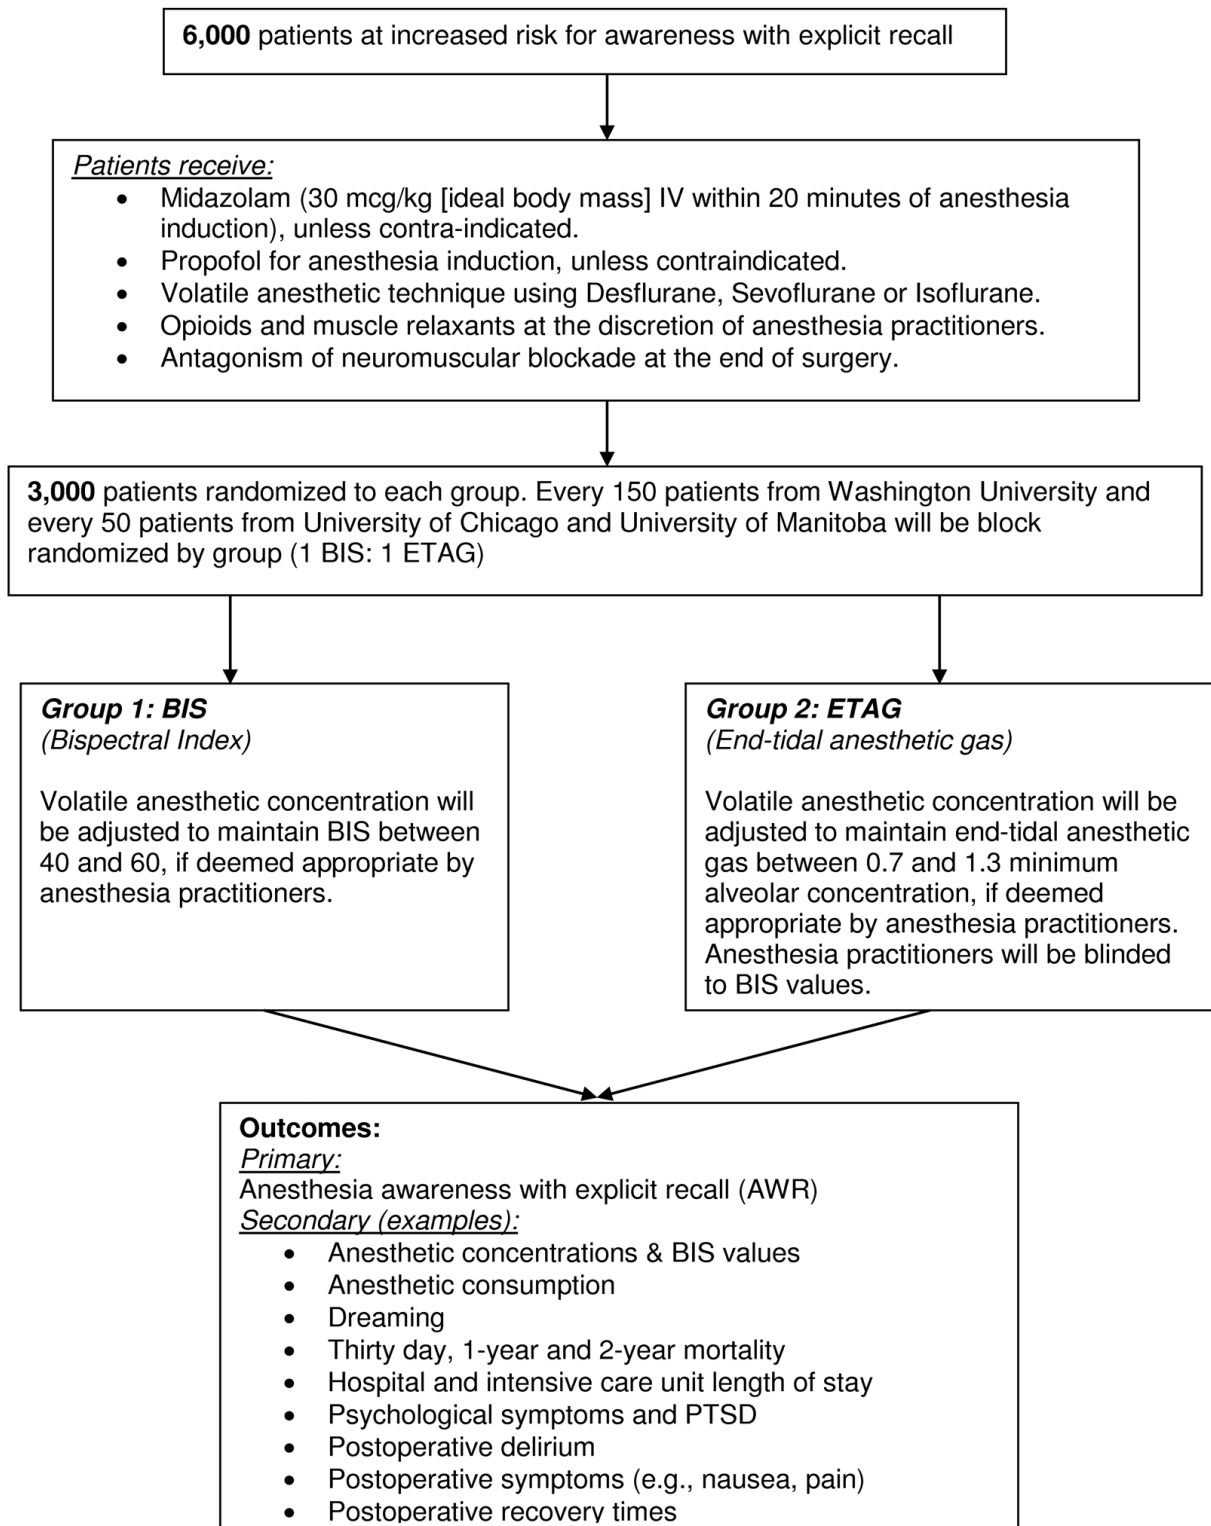 6,000 patients at increased risk for awareness with explicit recall
Patients receive:
• Midazolam (30 mcg/kg [ideal body mass] IV within 20 minutes of anesthesia
induction), unless contra-indicated.
• Propofol for anesthesia induction, unless contraindicated.
• Volatile anesthetic technique using Desflurane, Sevoflurane or Isoflurane.
• Opioids and muscle relaxants at the discretion of anesthesia practitioners.
• Antagonism of neuromuscular blockade at the end of surgery.
3,000 patients randomized to each group. Every 150 patients from Washington University and
every 50 patients from University of Chicago and University of Manitoba will be block
randomized by group (1 BIS: 1 ETAG)
Group 1: BIS
(Bispectral Index)
Volatile anesthetic concentration will
be adjusted to maintain BIS between
40 and 60, if deemed appropriate by
anesthesia practitioners.
Group 2: ETAG
(End-tidal anesthetic gas)
Volatile anesthetic concentration will be
adjusted to maintain end-tidal anesthetic
gas between 0.7 and 1.3 minimum
alveolar concentration, if deemed
appropriate by anesthesia practitioners.
Anesthesia practitioners will be blinded
to BIS values.
Outcomes:
Primary:
Anesthesia awareness with explicit recall (AWR)
Secondary (examples):
• Anesthetic concentrations & BIS values
• Anesthetic consumption
• Dreaming
• Thirty day, 1-year and 2-year mortality
• Hospital and intensive care unit length of stay
• Psychological symptoms and PTSD
• Postoperative delirium
• Postoperative symptoms (e.g., nausea, pain)
• Postoperative recovery times